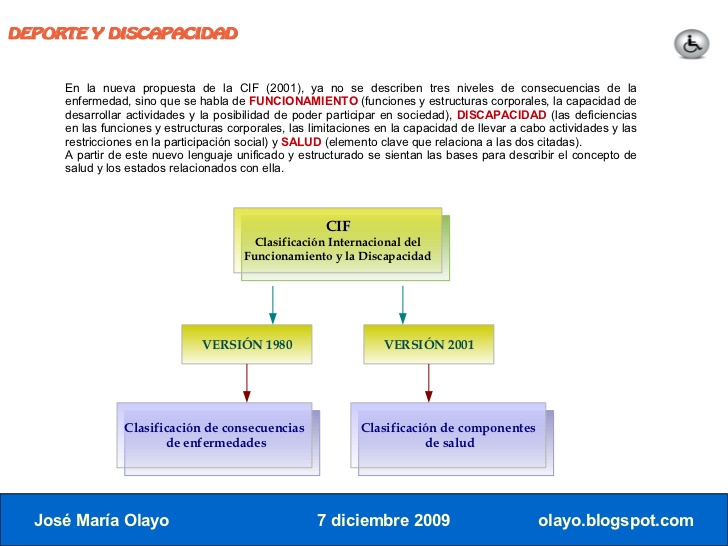 DEPORTE Y DISCAPACIDAD
En la nueva propuesta de la CIF (2001), ya no se describen tres niveles de consecuencias de la
enfermedad, sino que se habla de FUNCIONAMIENTO (funciones y estructuras corporales, la capacidad de
desarrollar actividades y la posibilidad de poder participar en sociedad), DISCAPACIDAD (las deficiencias
en las funciones y estructuras corporales, las limitaciones en la capacidad de llevar a cabo actividades y las
restricciones en la participación social) y SALUD (elemento clave que relaciona a las dos citadas).
A partir de este nuevo lenguaje unificado y estructurado se sientan las bases para describir el concepto de
salud y los estados relacionados con ella.
CIF
Clasificación Internacional del
Funcionamiento y la Discapacidad
VERSIÓN 1980
VERSIÓN 2001
Clasificación de consecuencias
de enfermedades
Clasificación de componentes
de salud
José María Olayo
7 diciembre 2009
olayo.blogspot.com